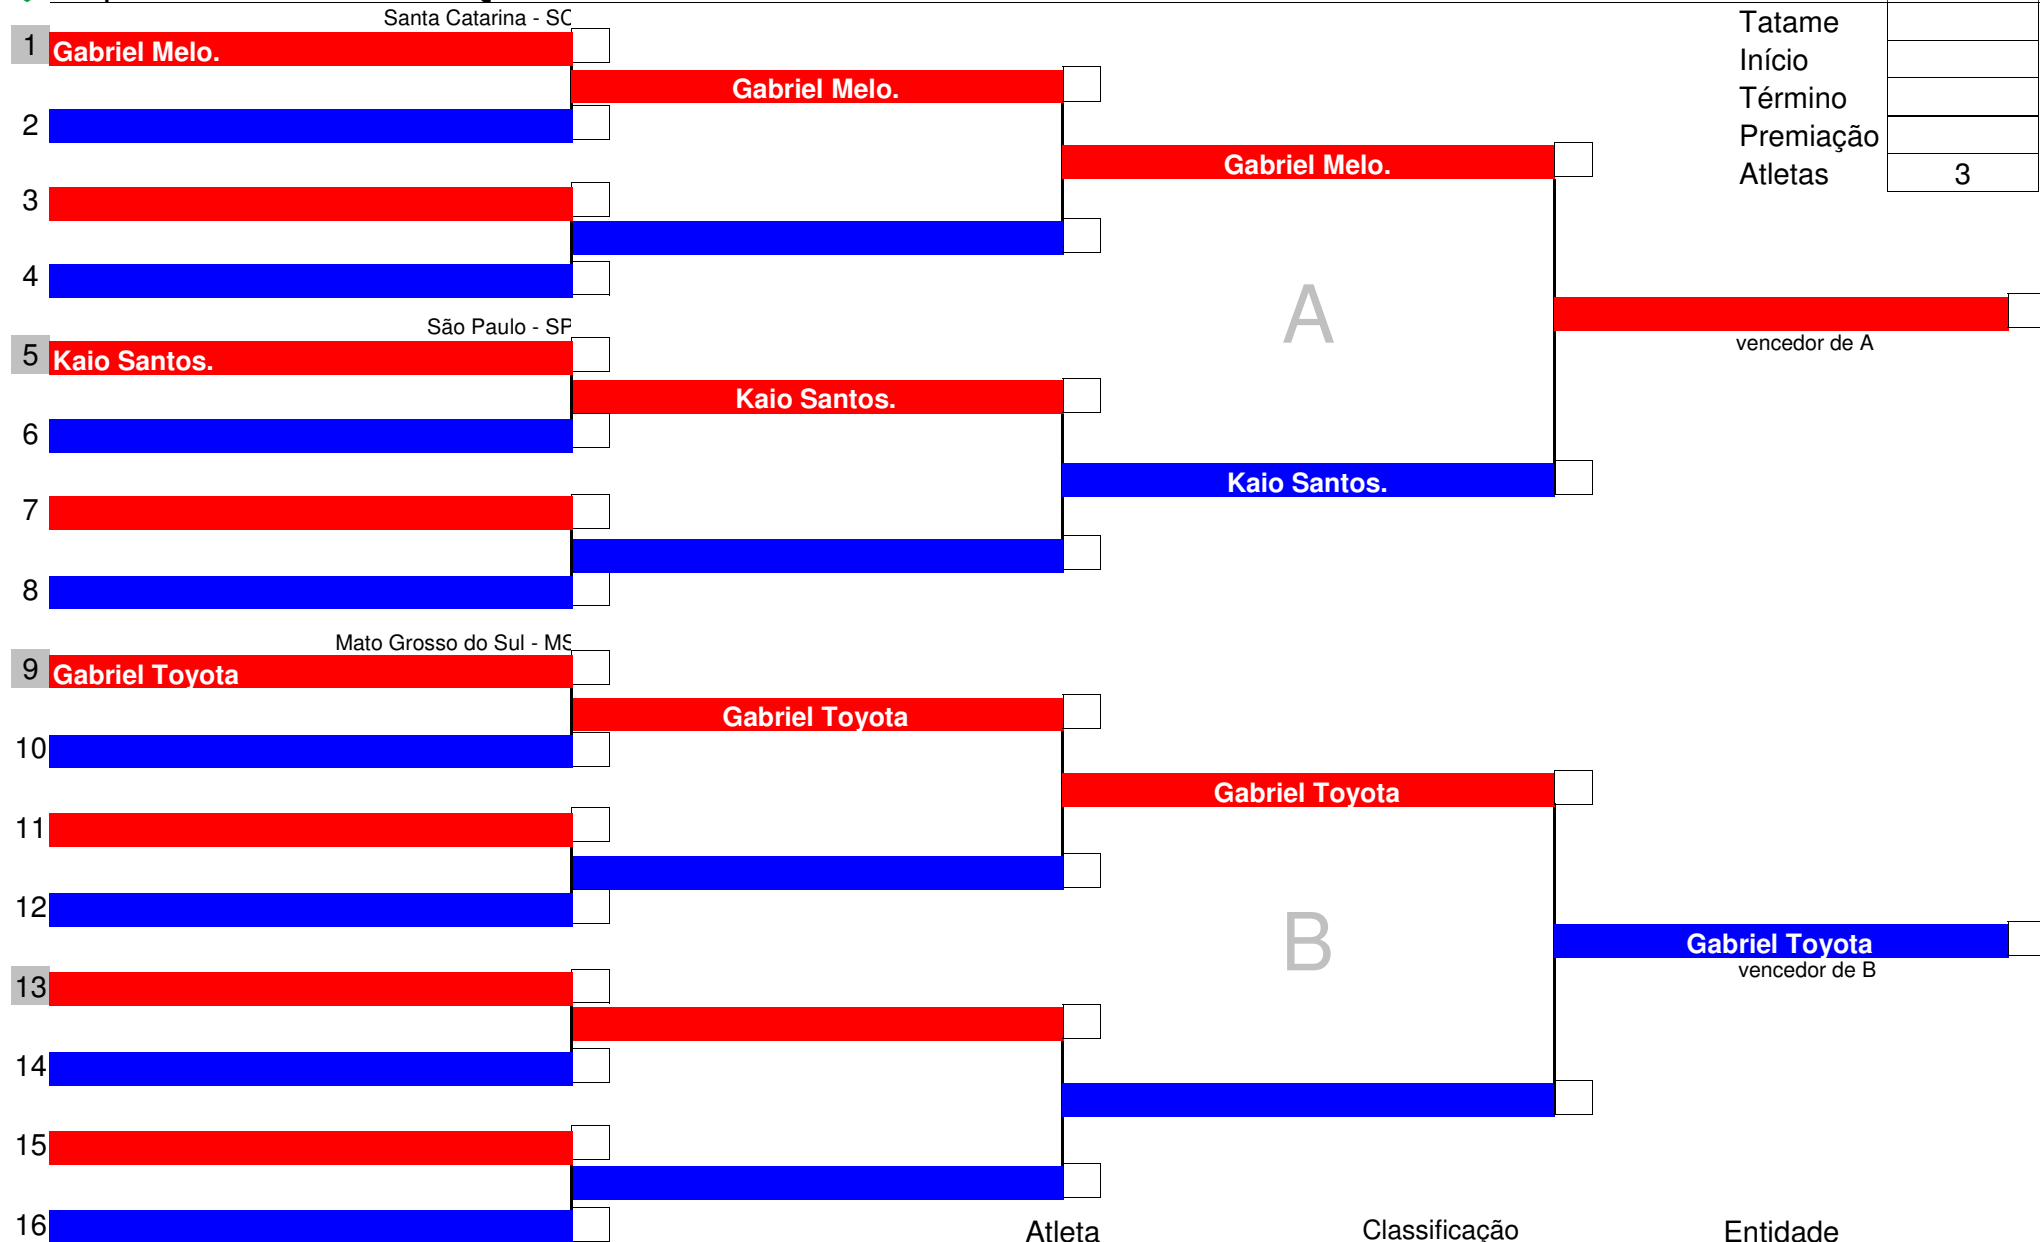 Santa Catarina - SC
Tatame
1 Gabriel Melo.
Início
Gabriel Melo.
Término
2
Premiação
Gabriel Melo.
Atletas 3
3
4
A
São Paulo - SP
vencedor de A
5 Kaio Santos.
Kaio Santos.
6
Kaio Santos.
7
8
Mato Grosso do Sul - MS
9 Gabriel Toyota
Gabriel Toyota
10
Gabriel Toyota
11
12
B
Gabriel Toyota
vencedor de B
13
14
15
16
Atleta Classificação Entidade